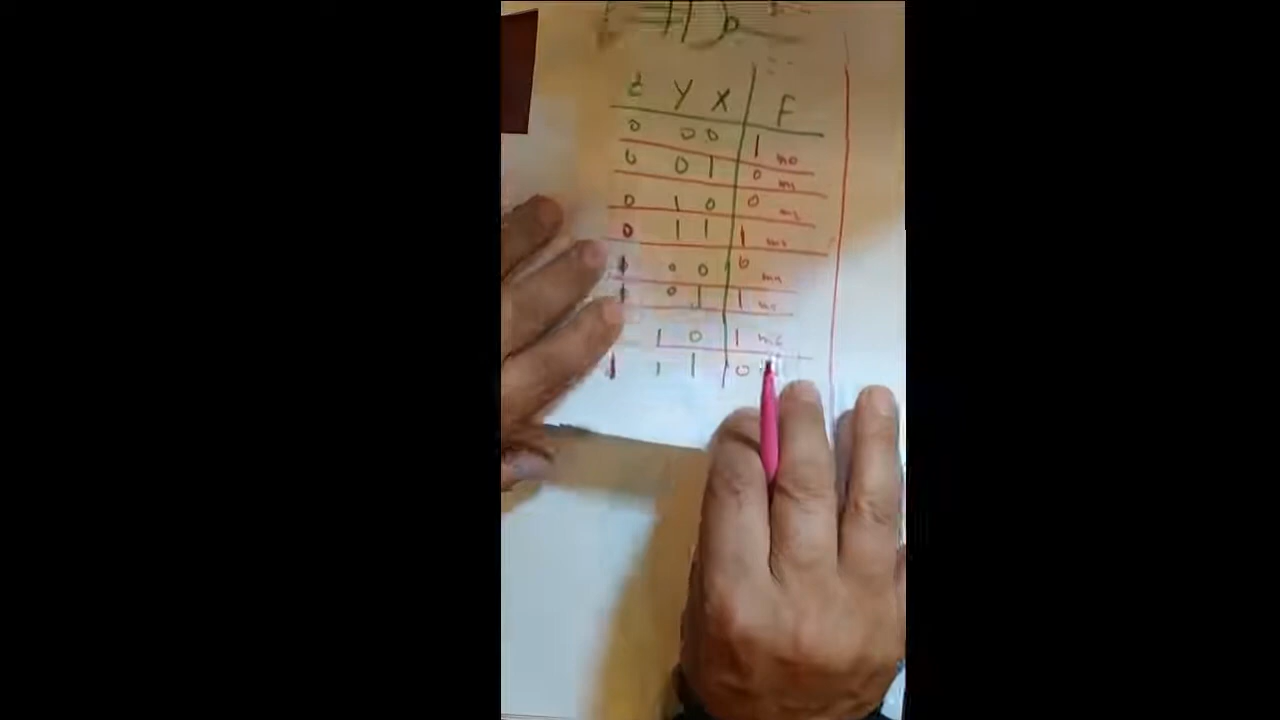 Z Y X F
0 0 0 1 m0
0 0 1 0 m1
0 1 0 0 m2
0 1 1 1 m3
1 0 0 0 m4
1 0 1 1 m5
1 0 1 m6
1 1 1 0